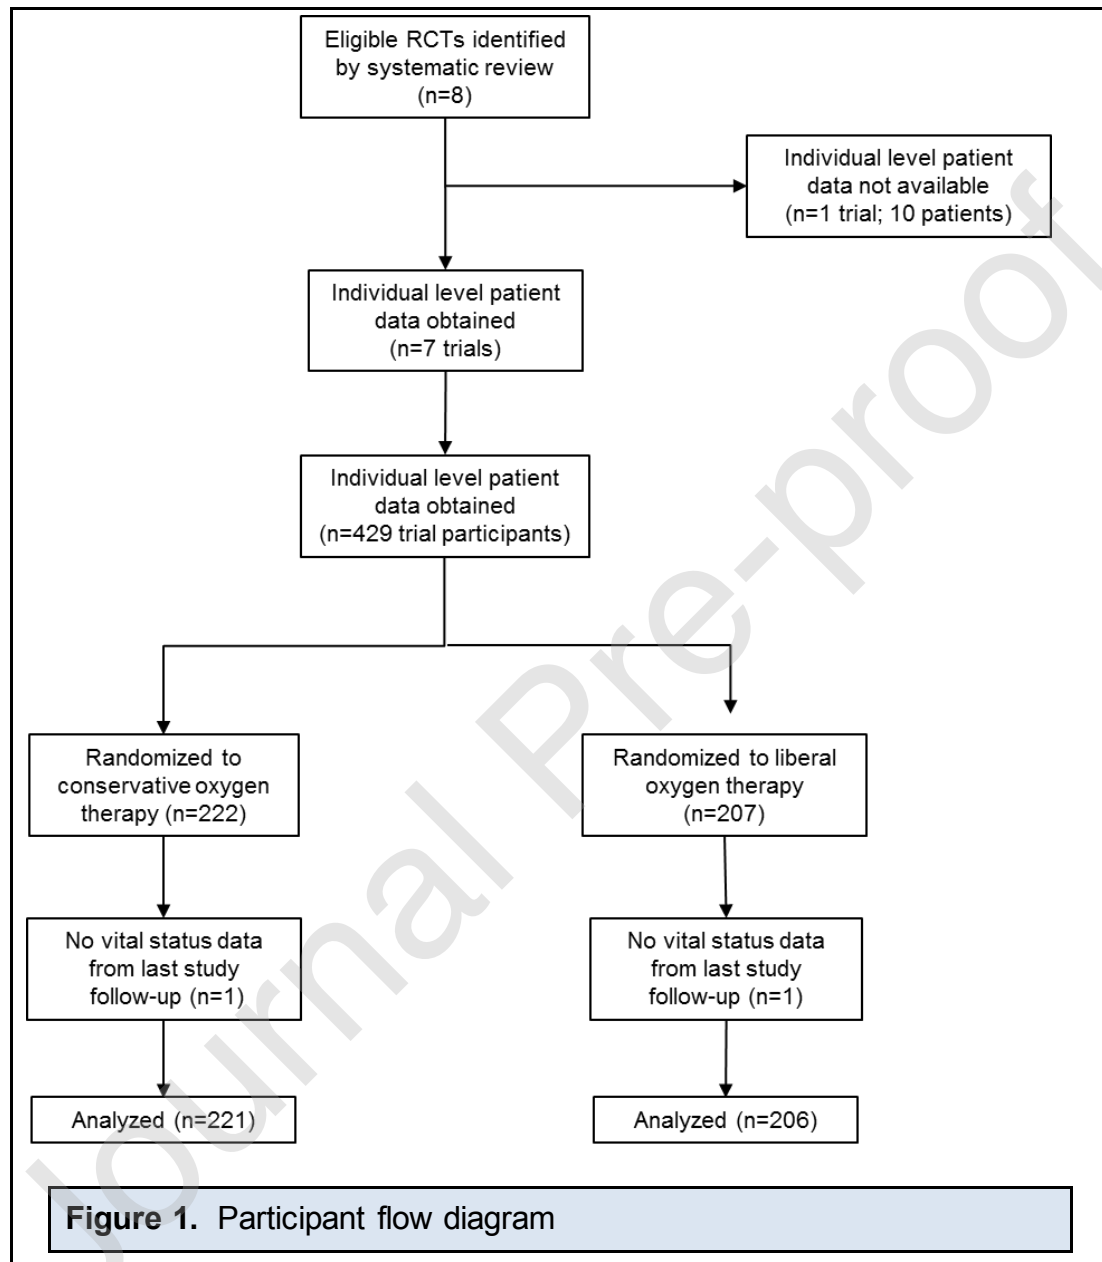 Eligible RCTs identified
by systematic review
(n=8)
Individual level patient
data not available
(n=1 trial; 10 patients)
Individual level patient
data obtained
(n=7 trials)
Individual level patient
data obtained
(n=429 trial participants)
Randomized to
conservative oxygen
therapy (n=222)
Randomized to liberal
oxygen therapy
(n=207)
No vital status data
from last study
follow-up (n=1)
No vital status data
from last study
follow-up (n=1)
Analyzed (n=221)
Analyzed (n=206)
Figure 1. Participant flow diagram
Journal Pre-proof